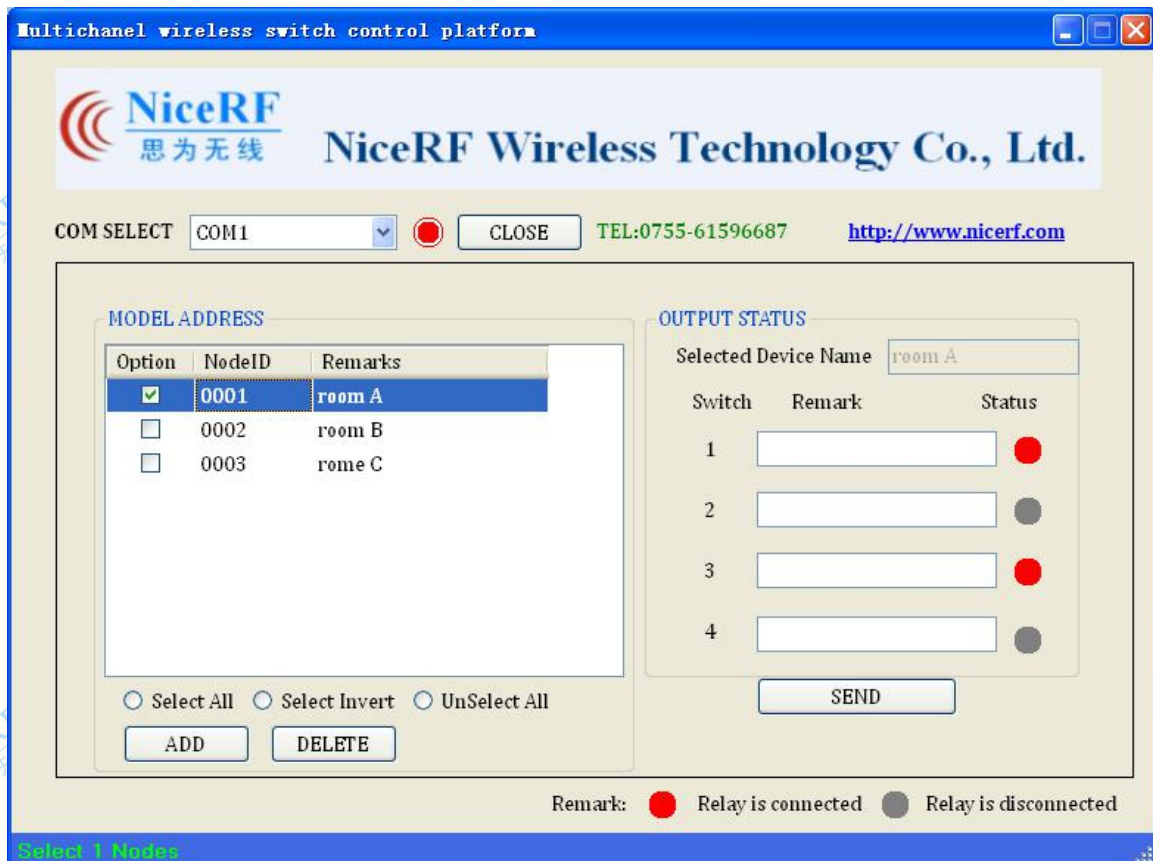 Multichanel wireless switch control platform
NiceRF
思为无线
NiceRF Wireless Technology Co., Ltd.
COM SELECT COM1 CLOSE TEL:0755-61596687 http://www.nicerf.com
MODEL ADDRESS
Option NodeID Remarks
0001 room A
0002 room B
0003 rome C
Select All Select Invert UnSelect All
ADD DELETE
OUTPUT STATUS
Selected Device Name room A
Switch Remark Status
1
2
3
4
SEND
Remark: Relay is connected Relay is disconnected
Select 1 Nodes